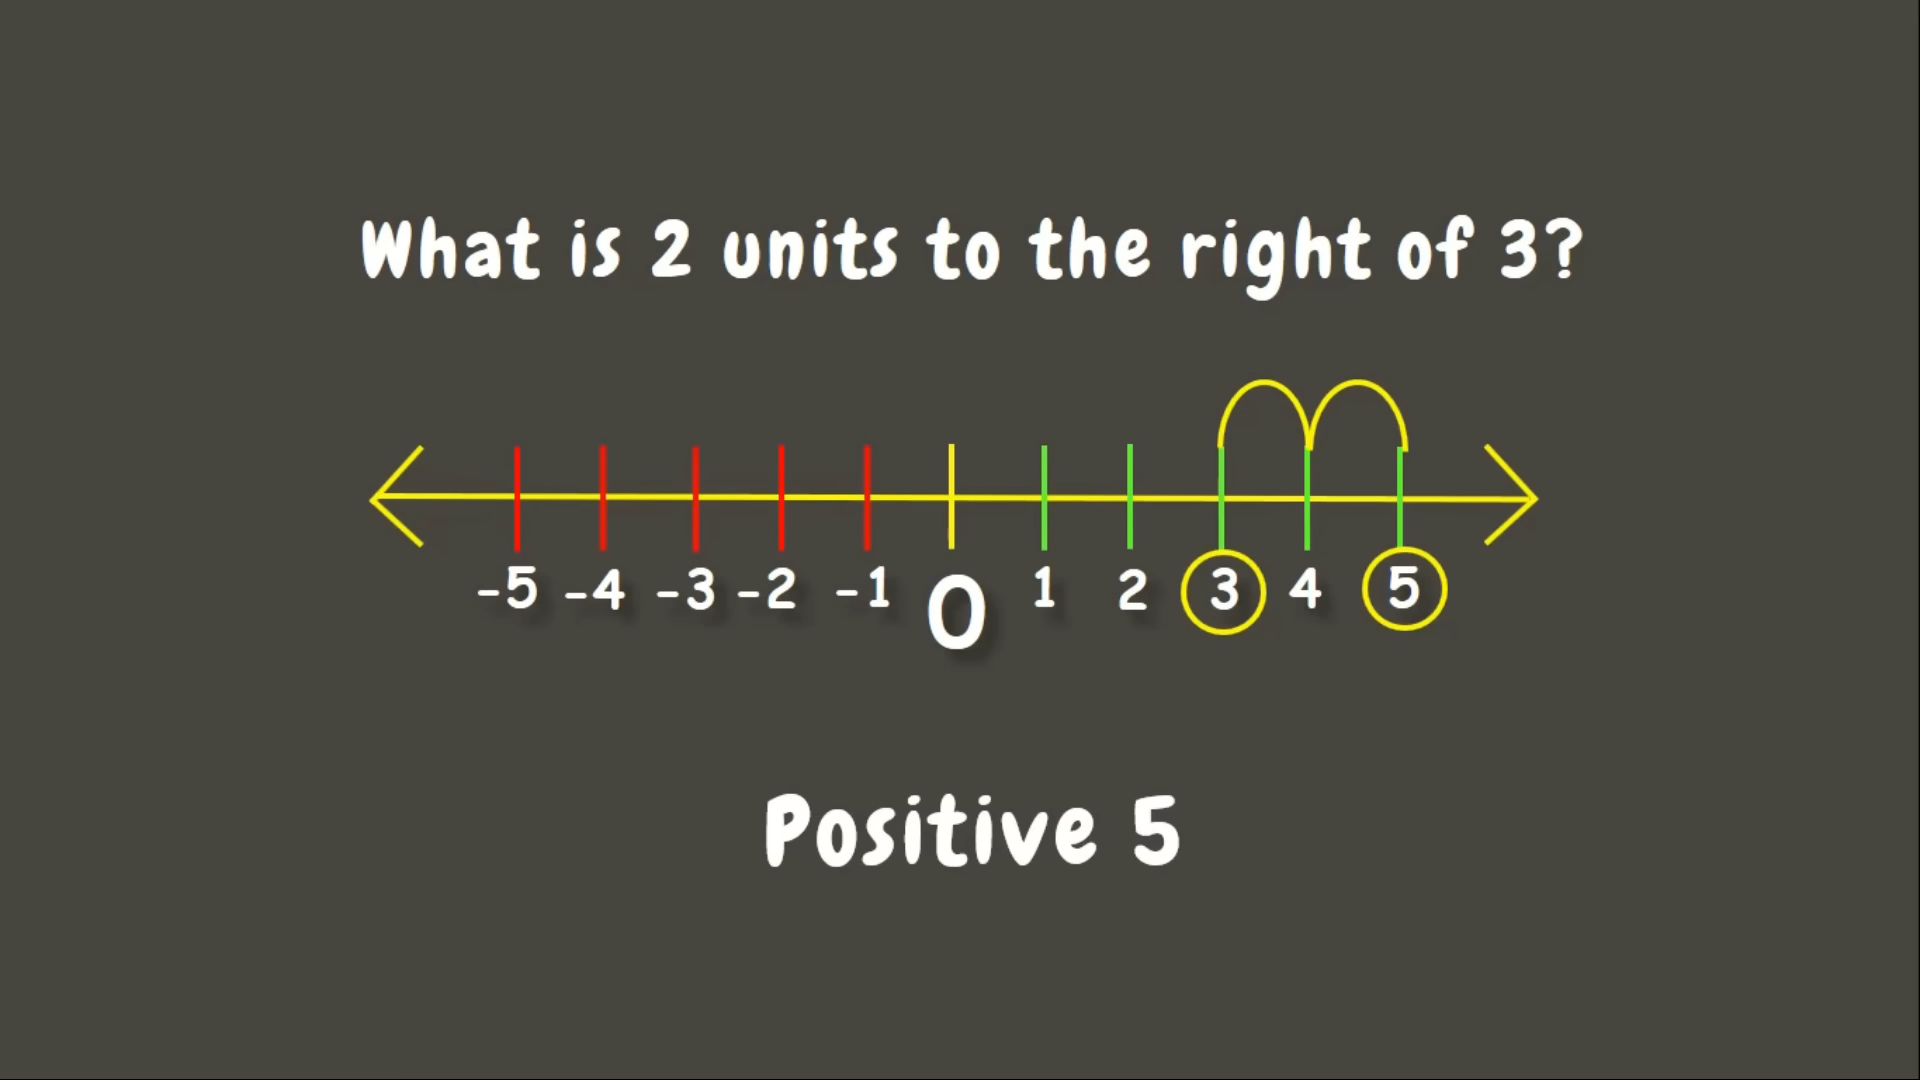 What is 2 units to the right of 3?
-5 -4 -3 -2 -1 0 1 2 3 4 5
Positive 5